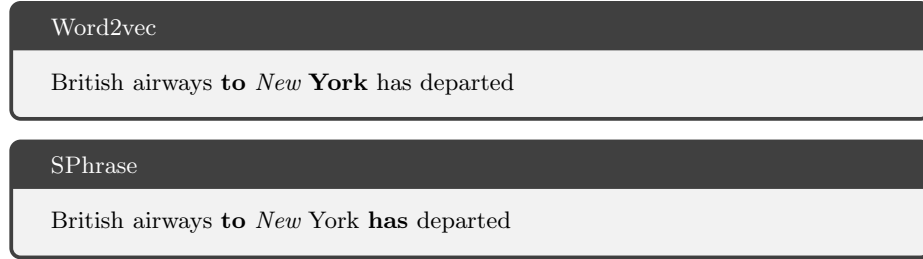 Word2vec
British airways to New York has departed
SPhrase
British airways to New York has departed